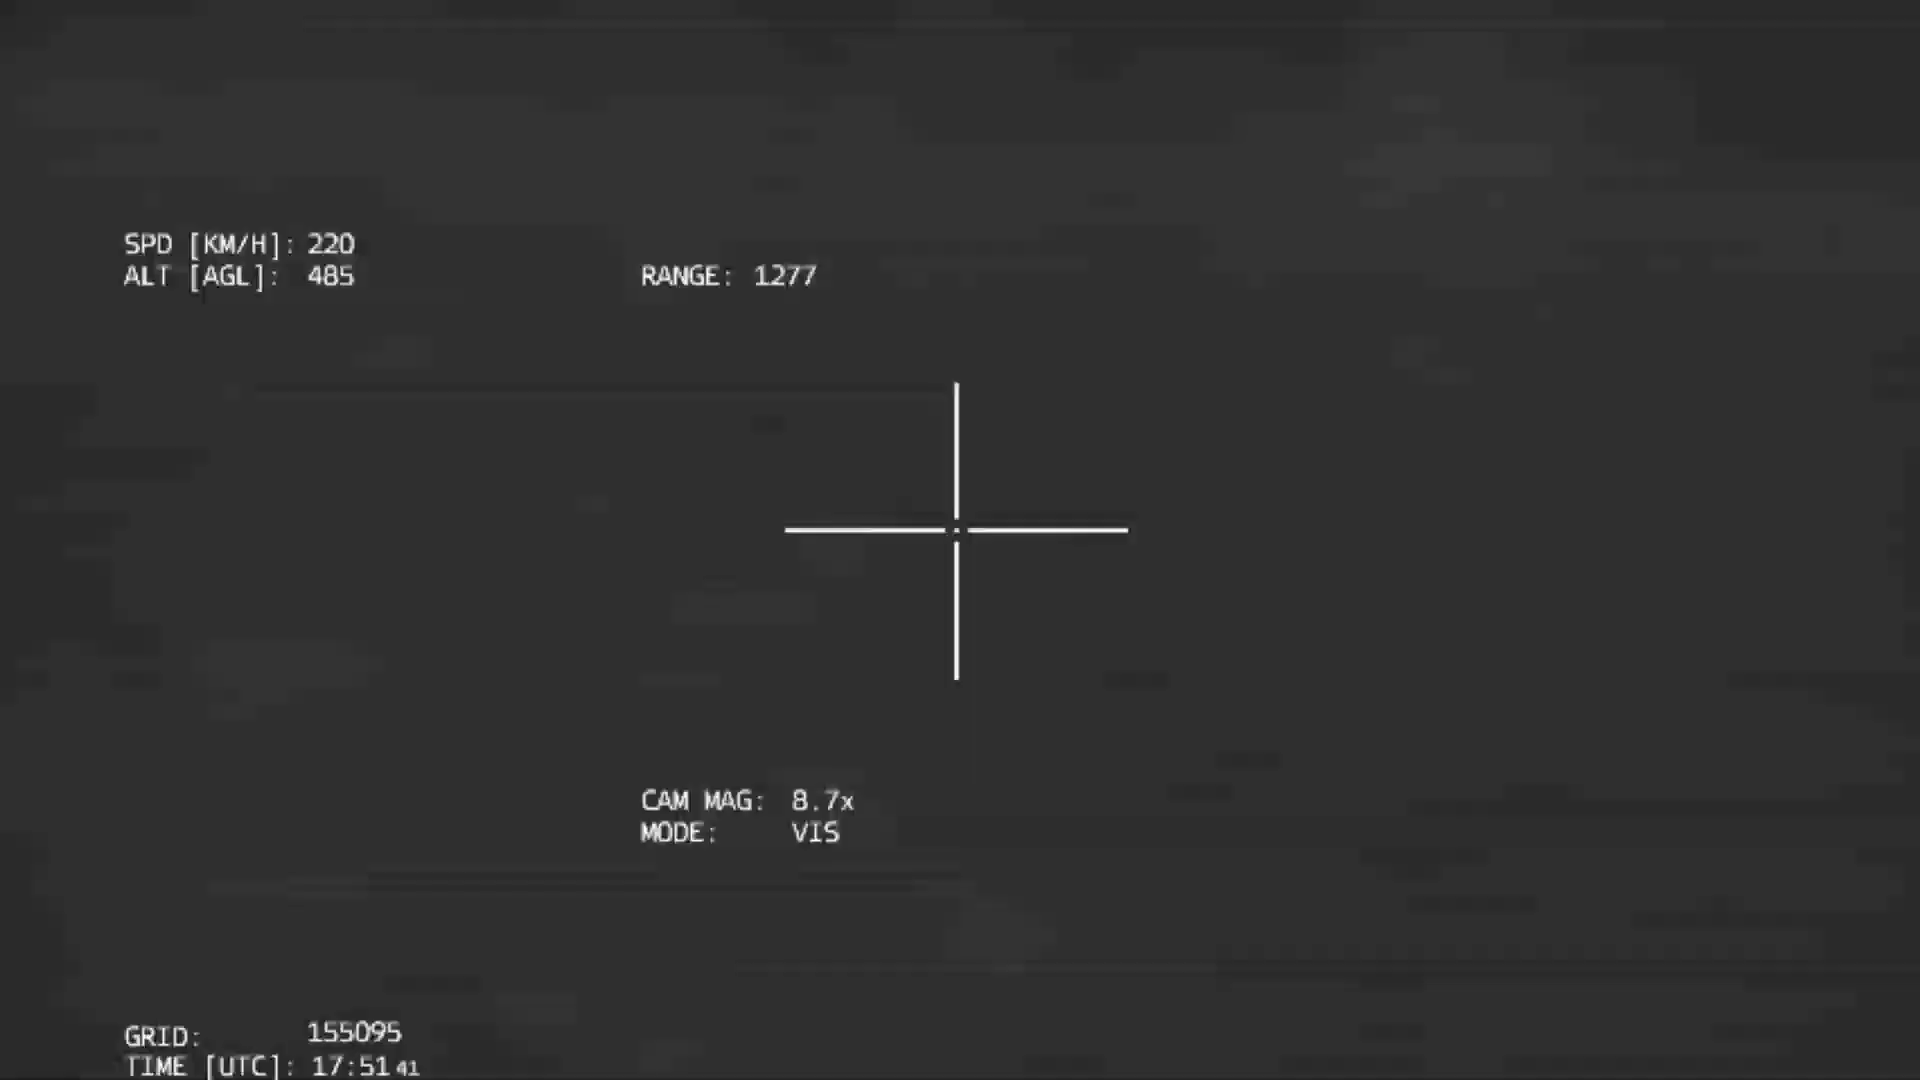 SPD [KM/H]: 220
ALT [AGL]: 485
RANGE: 1277
CAM MAG: 8.7x
MODE: VIS
GRID: 155095
TIME [UTC]: 17:51 41